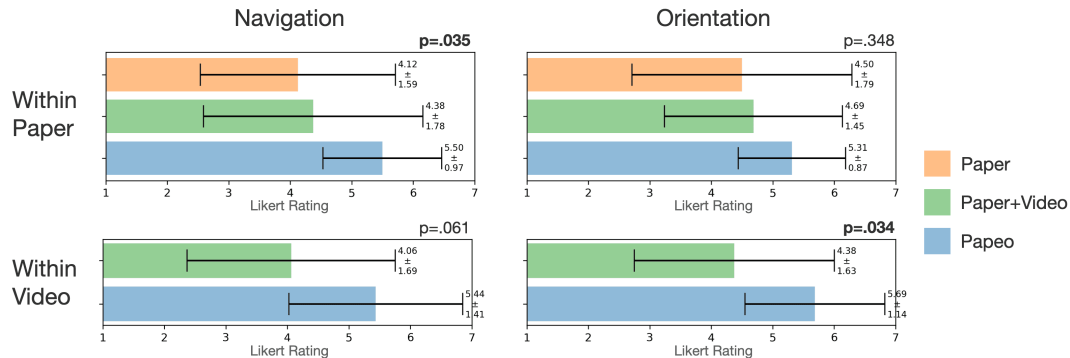 Navigation
Orientation
p=.035
p=.348
Within
Paper
4.12
±
1.59
4.38
±
1.78
5.50
±
0.97
1 2 3 4 5 6 7
Likert Rating
4.50
±
1.79
4.69
±
1.45
5.31
±
0.87
1 2 3 4 5 6 7
Likert Rating
Paper
Paper+Video
Papeo
p=.061
p=.034
Within
Video
4.06
±
1.69
5.44
±
1.41
1 2 3 4 5 6 7
Likert Rating
4.38
±
1.63
5.69
±
1.14
1 2 3 4 5 6 7
Likert Rating